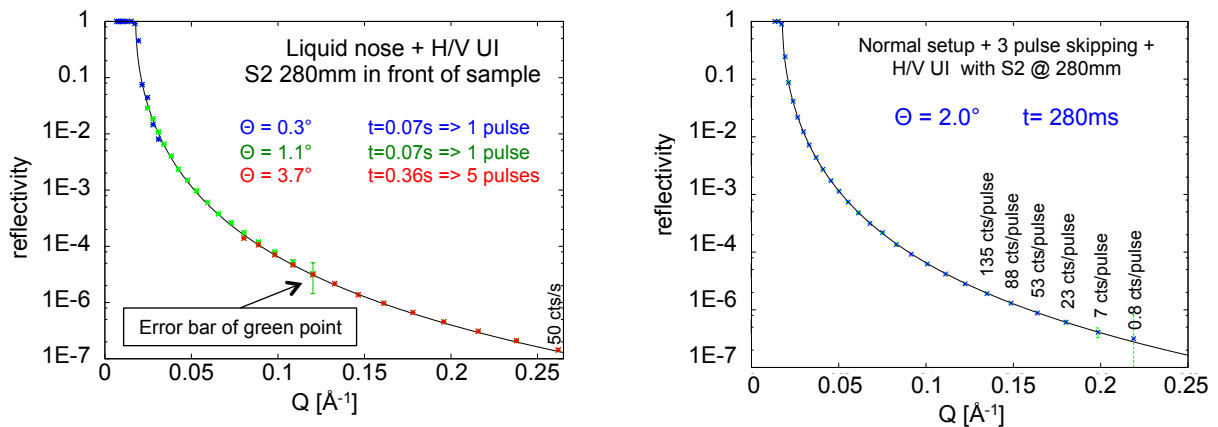 reflectivity
1
0.1
1E-2
1E-3
1E-4
1E-5
1E-6
1E-7
Liquid nose + H/V UI
S2 280mm in front of sample
Θ = 0.3° t=0.07s => 1 pulse
Θ = 1.1° t=0.07s => 1 pulse
Θ = 3.7° t=0.36s => 5 pulses
Error bar of green point
50 cts/s
0 0.05 0.1 0.15 0.2 0.25
Q [Å-1]
reflectivity
1
0.1
1E-2
1E-3
1E-4
1E-5
1E-6
1E-7
Normal setup + 3 pulse skipping +
H/V UI with S2 @ 280mm
Θ = 2.0° t= 280ms
135 cts/pulse
88 cts/pulse
53 cts/pulse
23 cts/pulse
7 cts/pulse
0.8 cts/pulse
0 0.05 0.1 0.15 0.2 0.25
Q [Å-1]